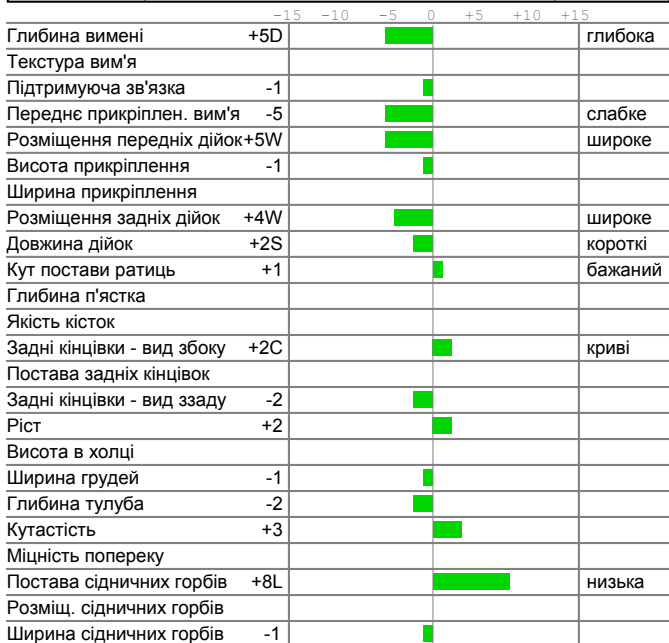 -15 -10 -5 0 +5 +10 +15
Глибина вимені +5D глибока
Текстура вим'я
Підтримуюча зв'язка -1
Переднє прикріплен. вим'я -5 слабке
Розміщення передніх дійок+5W широке
Висота прикріплення -1
Ширина прикріплення
Розміщення задніх дійок +4W широке
Довжина дійок +2S короткі
Кут постави ратиць +1 бажаний
Глибина п'ястка
Якість кісток
Задні кінцівки - вид збоку +2C криві
Постава задніх кінцівок
Задні кінцівки - вид ззаду -2
Ріст +2
Висота в холці
Ширина грудей -1
Глибина тулуба -2
Кутастість +3
Міцність попереку
Постава сідничних горбів +8L низька
Розміщ. сідничних горбів
Ширина сідничних горбів -1